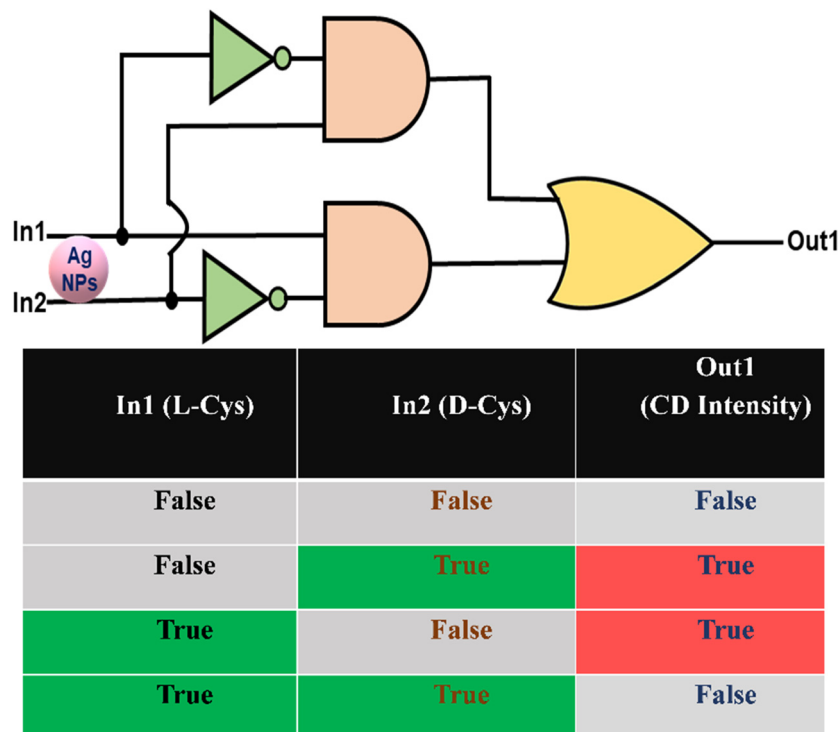 In1
Ag
NPs
In2
Out1
In1 (L-Cys)
In2 (D-Cys)
Out1
(CD Intensity)
False
False
False
False
True
True
True
False
True
True
True
False